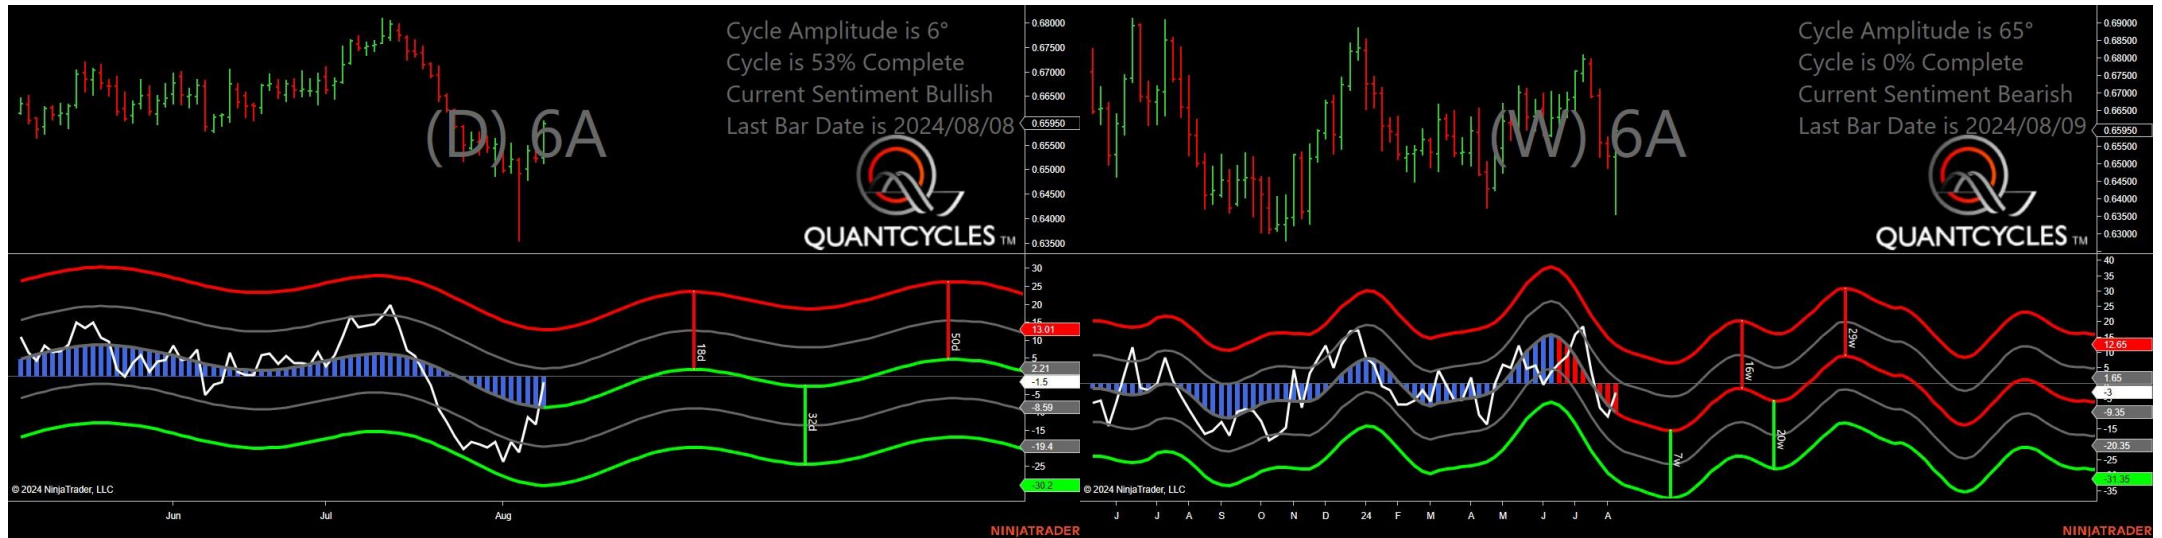 Cycle Amplitude is 6°
Cycle is 53% Complete
Current Sentiment Bullish
Last Bar Date is 2024/08/08
(D) 6A
QUANTCYCLES TM
0.68000
0.67500
0.67000
0.66500
0.65950
0.65500
0.65000
0.64500
0.64000
0.63500
30
25
20
15
13.01
10
5
2.21
-1.5
-5
-8.59
-15
-19.4
-25
-30.2
18d
32d
50d
© 2024 NinjaTrader, LLC
Jun
Jul
Aug
NINJATRADER
Cycle Amplitude is 65°
Cycle is 0% Complete
Current Sentiment Bearish
Last Bar Date is 2024/08/09
(W) 6A
QUANTCYCLES TM
0.69000
0.68500
0.68000
0.67500
0.67000
0.66500
0.65950
0.65500
0.65000
0.64500
0.64000
0.63500
0.63000
40
35
30
25
20
12.65
10
5
1.65
-3
-9.35
-15
-20.35
-25
-31.35
-35
7w
16w
20w
29w
© 2024 NinjaTrader, LLC
J J A S O N D 24 F M A M J J A
NINJATRADER